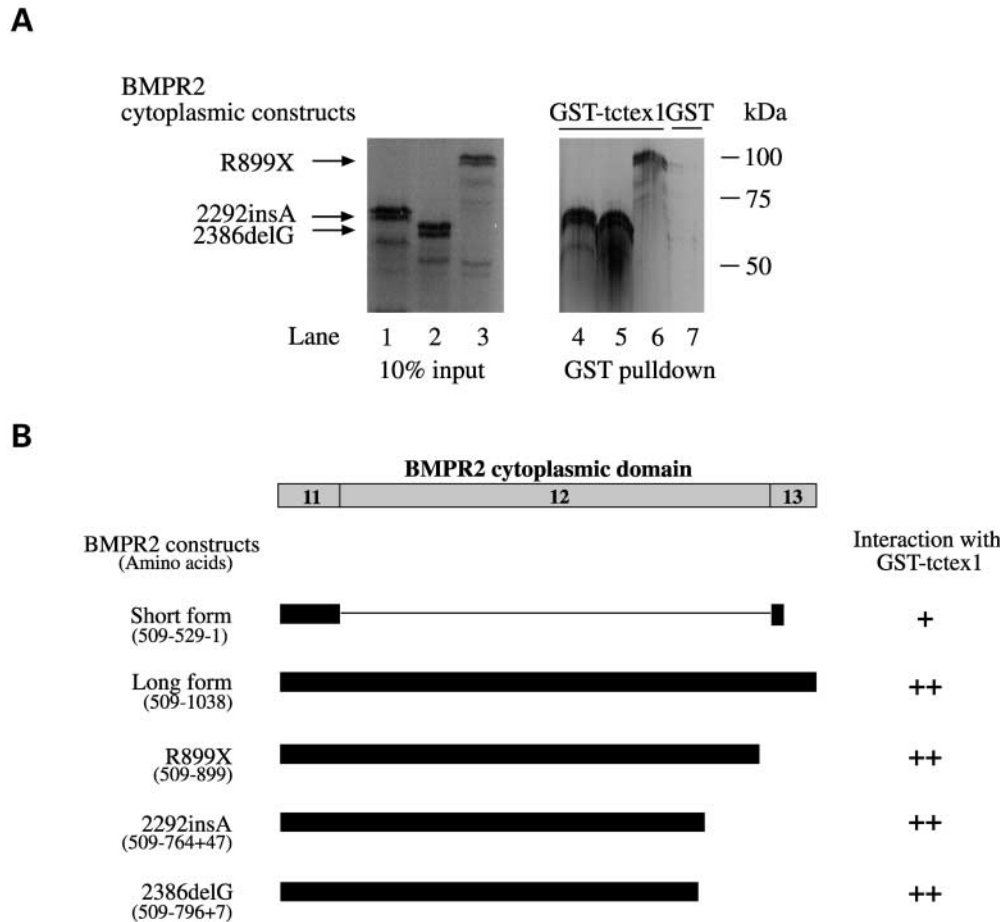 A
BMPR2
cytoplasmic constructs
GST-tctex1 GST kDa
R899X
2292insA
2386delG
100
75
50
Lane 1 2 3 4 5 6 7
10% input GST pulldown
B
BMPR2 cytoplasmic domain
11 12 13
BMPR2 constructs
(Amino acids)
Interaction with
GST-tctex1
Short form
(509-529-1)
+
Long form
(509-1038)
++
R899X
(509-899)
++
2292insA
(509-764+47)
++
2386delG
(509-796+7)
++